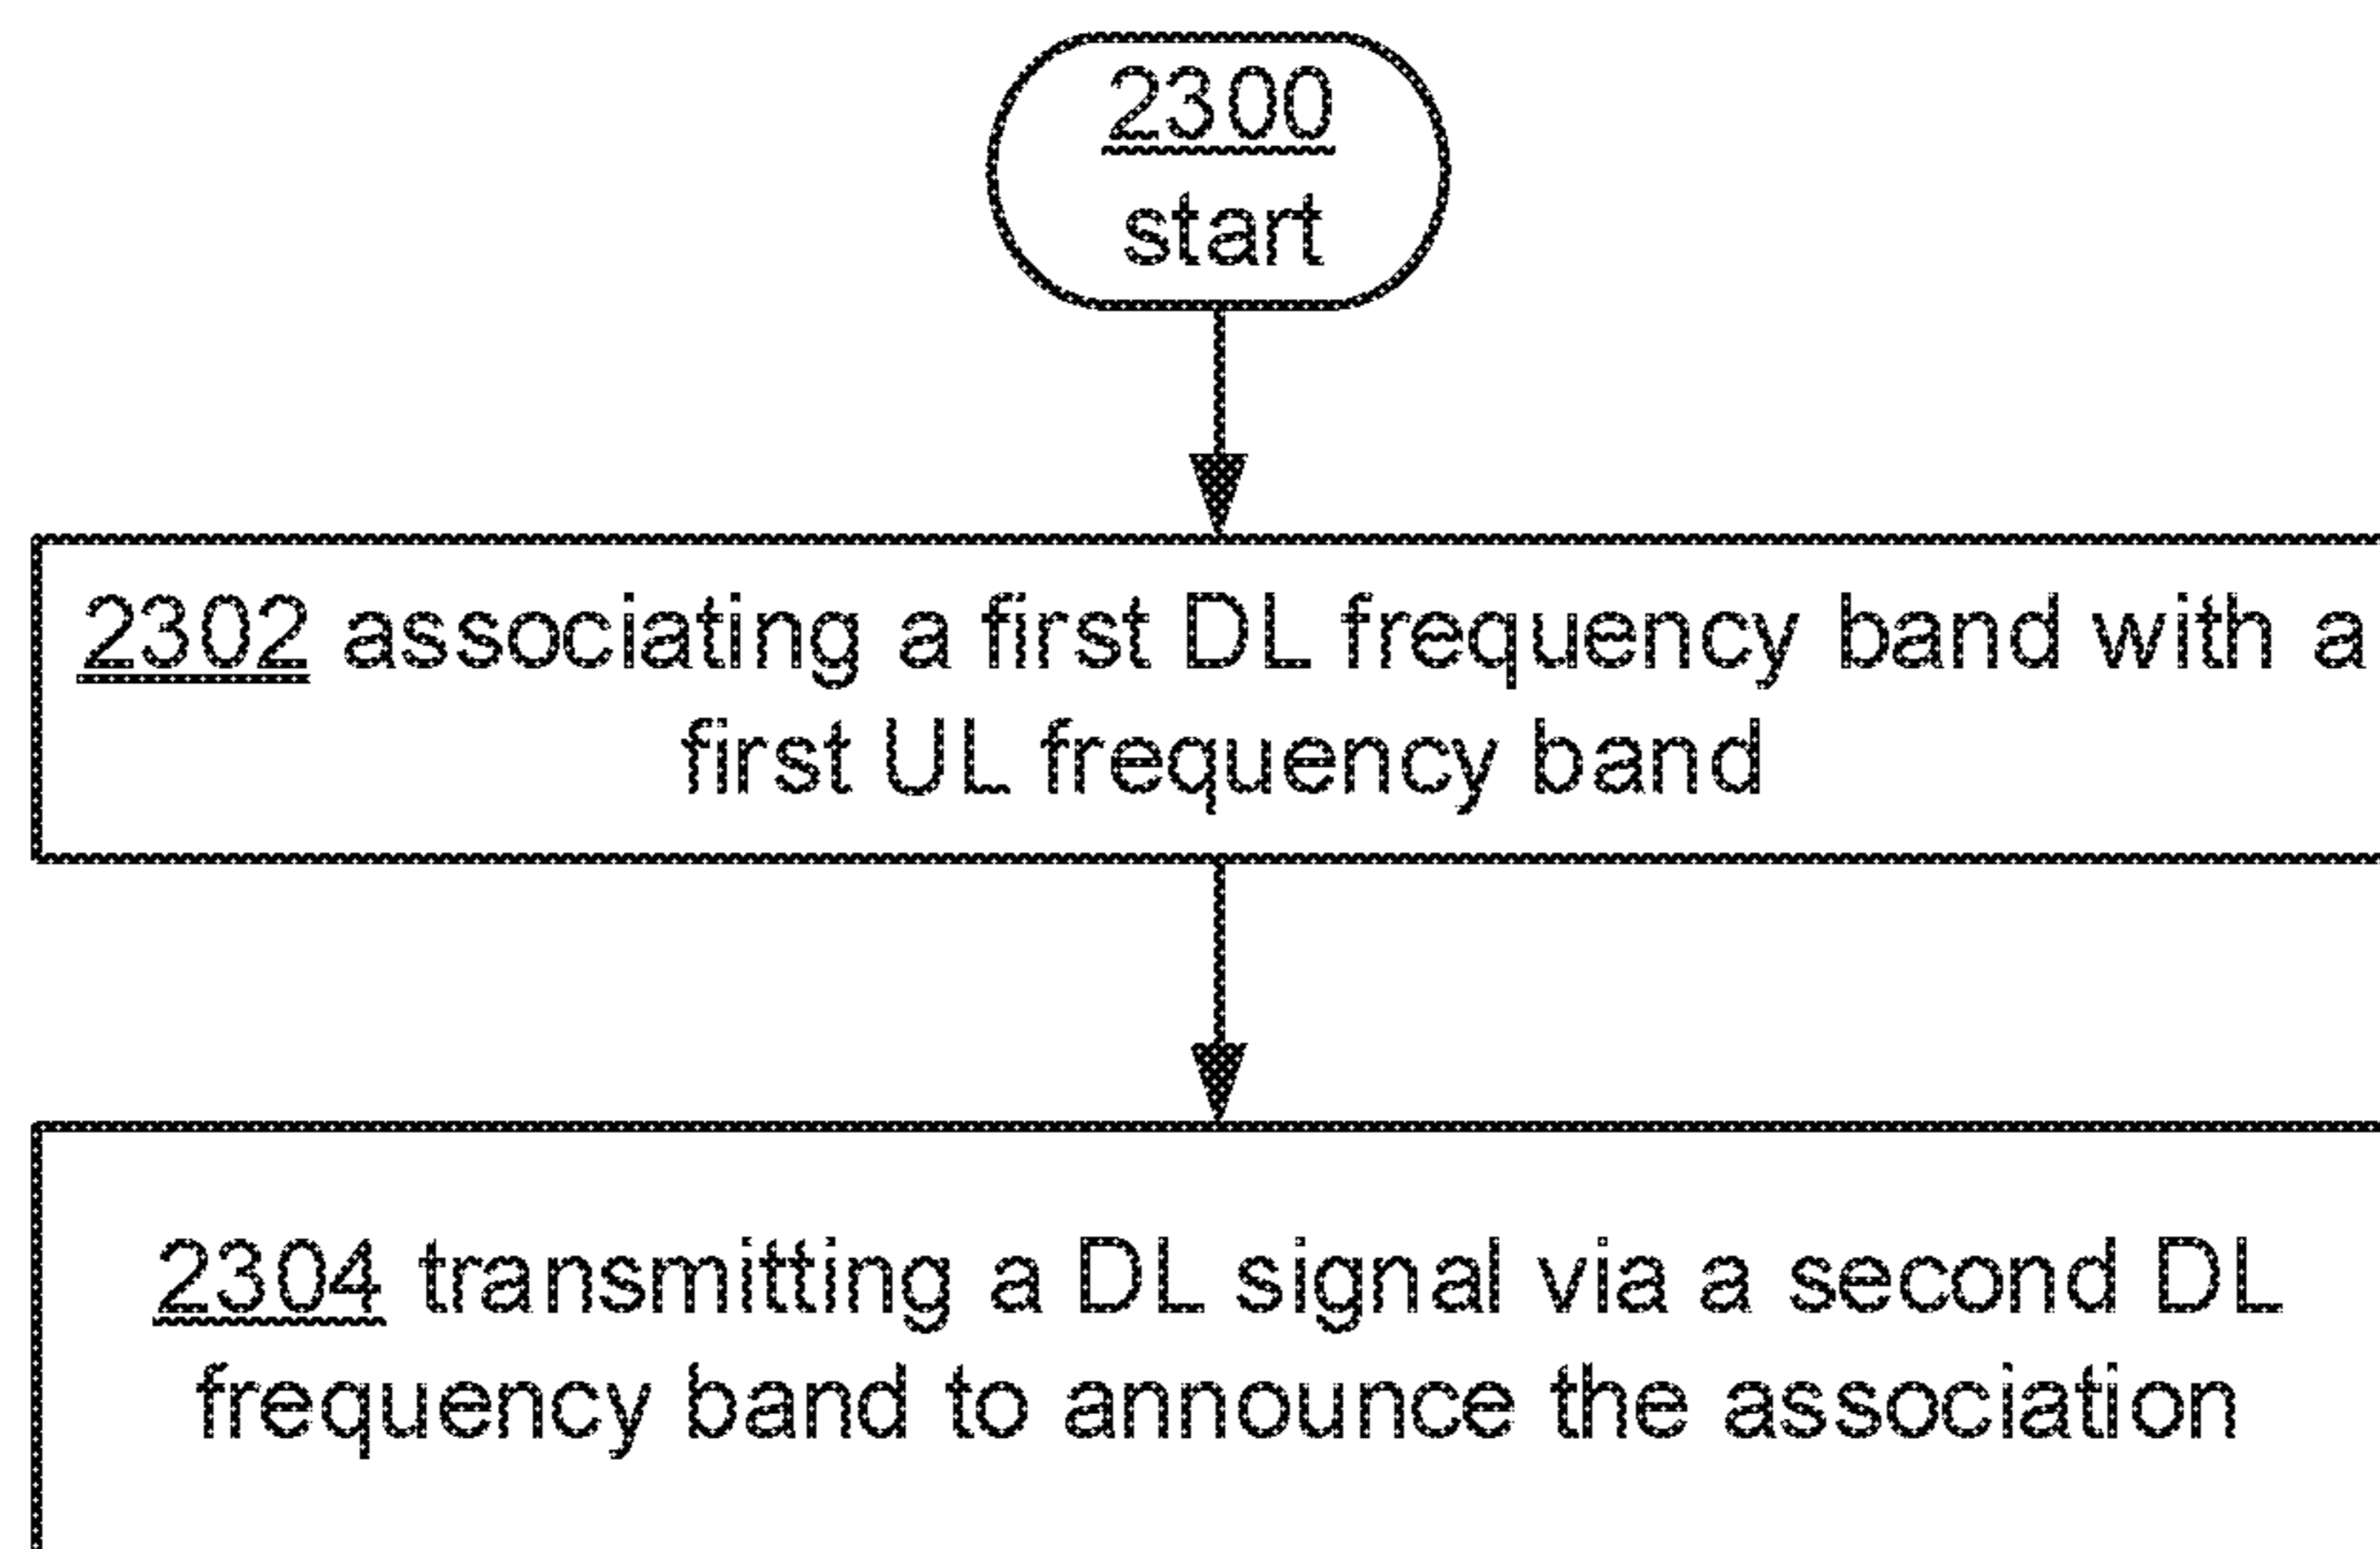 2300
start
2302 associating a first DL frequency band with a
first UL frequency band
2304 transmitting a DL signal via a second DL
frequency band to announce the association